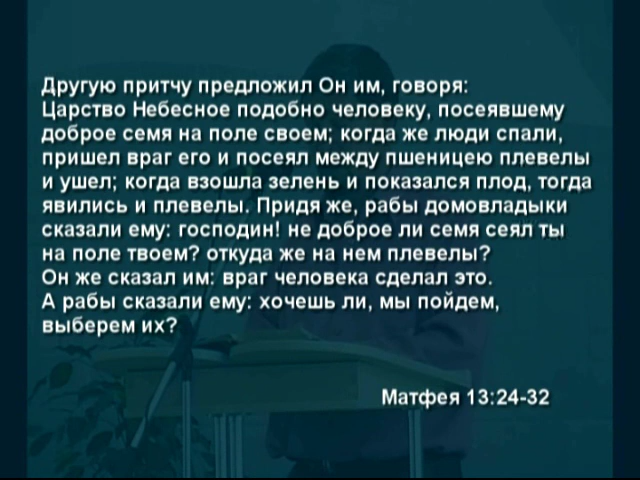 Другую притчу предложил Он им, говоря:
Царство Небесное подобно человеку, посеявшему
доброе семя на поле своем; когда же люди спали,
пришел враг его и посеял между пшеницею плевелы
и ушел; когда взошла зелень и показался плод, тогда
явились и плевелы. Придя же, рабы домовладыки
сказали ему: господин! не доброе ли семя сеял ты
на поле твоем? откуда же на нем плевелы?
Он же сказал им: враг человека сделал это.
А рабы сказали ему: хочешь ли, мы пойдем,
выберем их?
Матфея 13:24-32